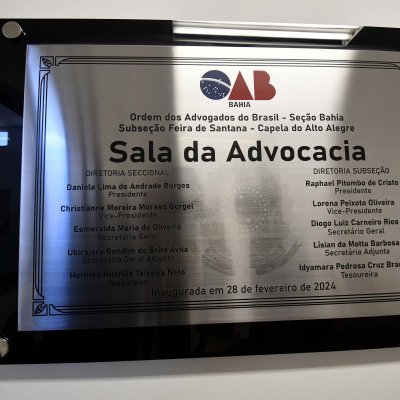 OAB
BAHIA
Ordem dos Advogados do Brasil - Seção Bahia
Subseção Feira de Santana - Capela do Alto Alegre
Sala da Advocacia
DIRETORIA SECCIONAL
Daniela Lima de Andrade Borges
Presidente
Christianne Moreira Moraes Gurgel
Vice-Presidente
Esmeralda Maria de Oliveira
Secretária Geral
Ubirajara Gondim de Brito Ávila
Secretário Geral Adjunto
Hermes Hilarião Teixeira Neto
Tesoureiro
DIRETORIA SUBSEÇÃO
Raphael Pitombo de Cristo
Presidente
Lorena Peixoto Oliveira
Vice-Presidente
Diogo Luiz Carneiro Rios
Secretário Geral
Lísian da Motta Barbosa
Secretária Adjunta
Idyamara Pedrosa Cruz
Tesoureira
Inaugurada em 28 de fevereiro de 2024